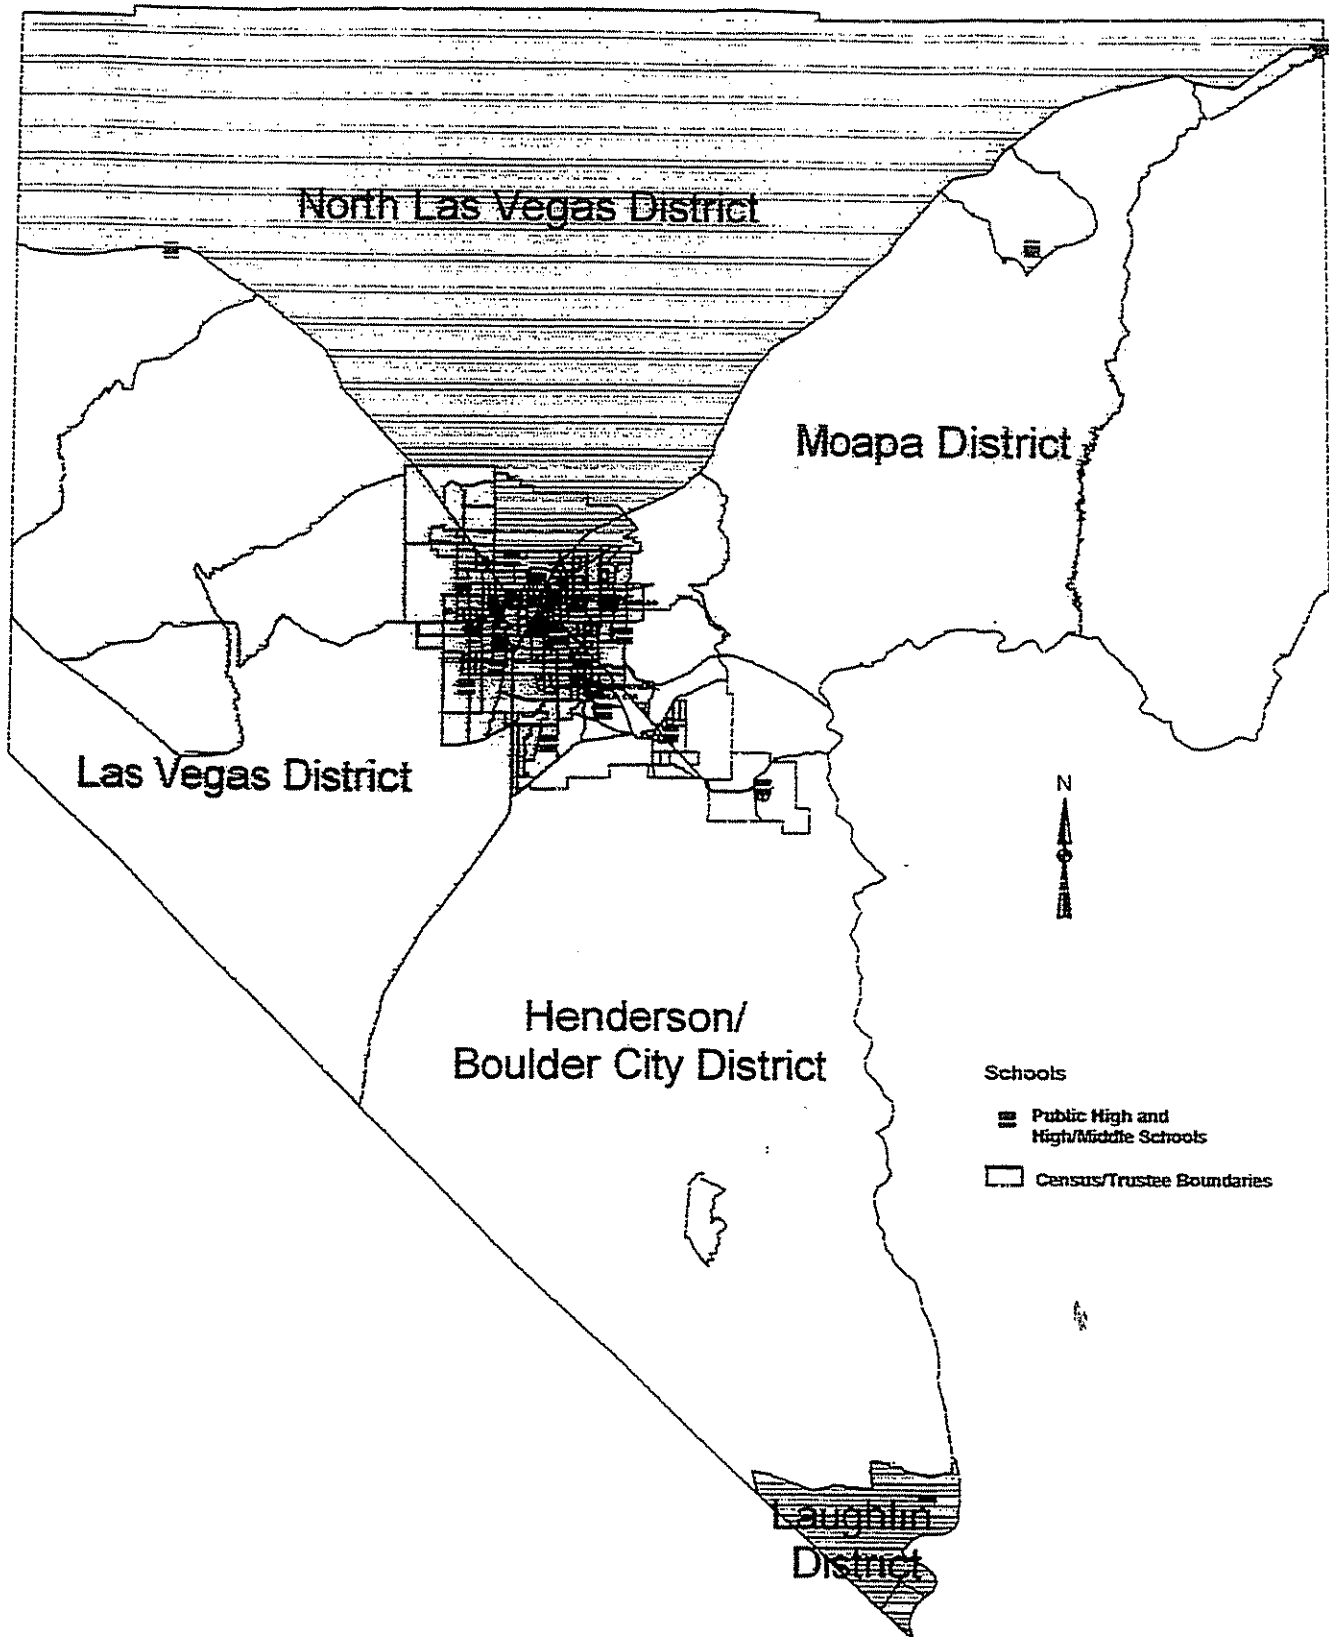 North Las Vegas District
Moapa District
Las Vegas District
N
Henderson/
Boulder City District
Schools
Public High and
High/Middle Schools
Census/Trustee Boundaries
Laughlin
District